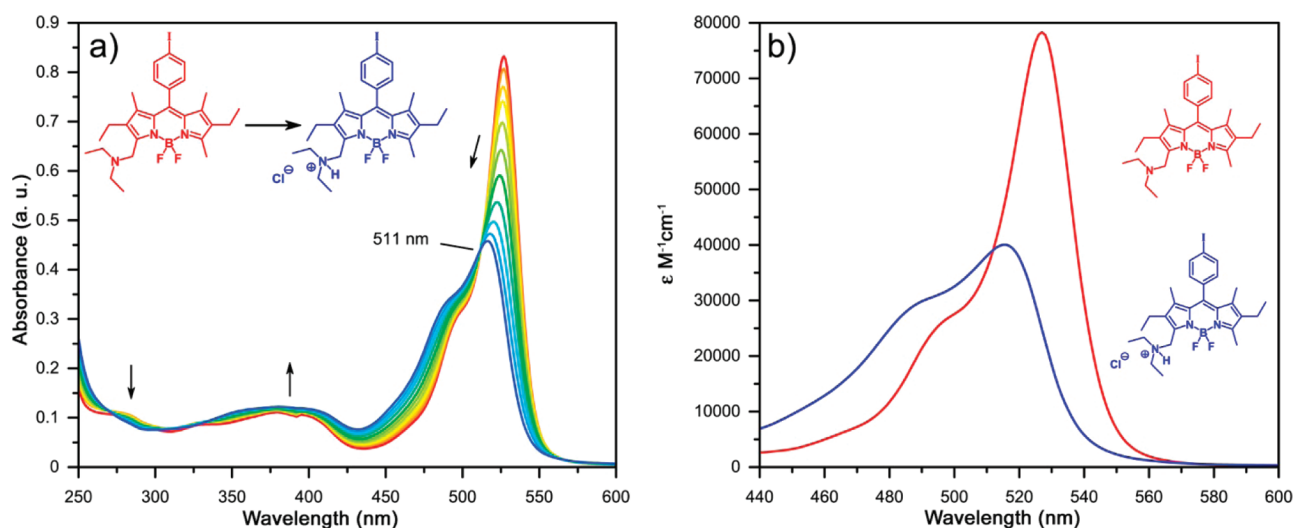 a)
0.9
0.8
0.7
0.6
0.5
0.4
0.3
0.2
0.1
0
Absorbance (a. u.)
250 300 350 400 450 500 550 600
Wavelength (nm)
511 nm
I
N N
B
F F
N
I
N N
B
F F
N
⊕ H
Cl⊖
b)
80000
70000
60000
50000
40000
30000
20000
10000
0
ε M⁻¹cm⁻¹
440 460 480 500 520 540 560 580 600
Wavelength (nm)
I
N N
B
F F
N
I
N N
B
F F
N
⊕ H
Cl⊖